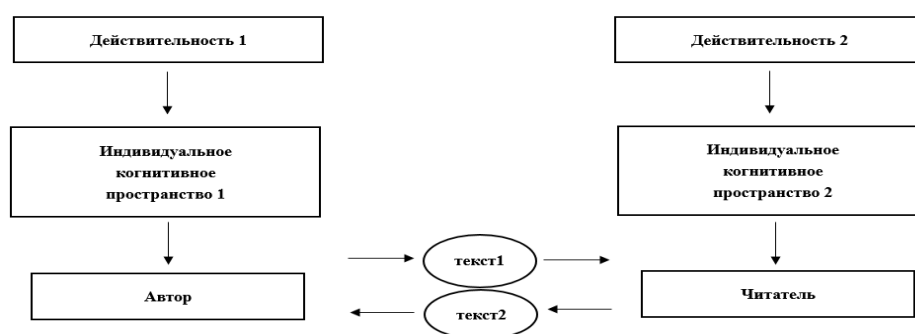 Действительность 1
Действительность 2
Индивидуальное
когнитивное
пространство 1
Индивидуальное
когнитивное
пространство 2
текст1
Автор
Читатель
текст2